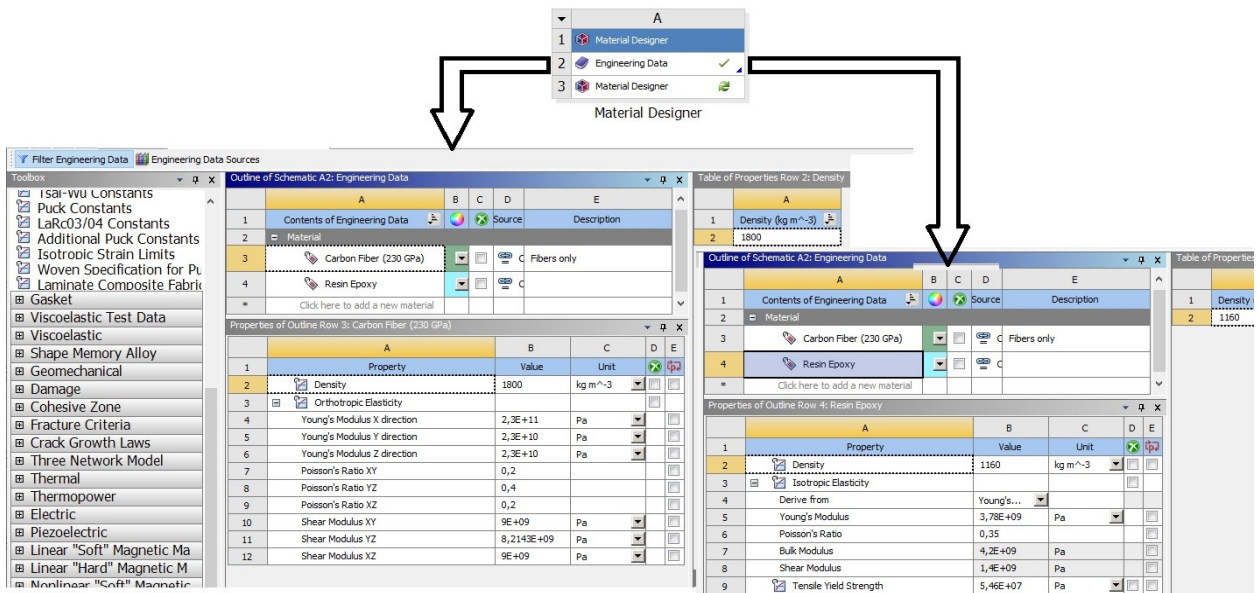 A
1 Material Designer
2 Engineering Data
3 Material Designer
Material Designer
Filter Engineering Data Engineering Data Sources
Toolbox
Tsai-Wu Constants
Puck Constants
LaRc03/04 Constants
Additional Puck Constants
Isotropic Strain Limits
Woven Specification for Pu
Laminate Composite Fabri
Gasket
Viscoelastic Test Data
Viscoelastic
Shape Memory Alloy
Geomechanical
Damage
Cohesive Zone
Fracture Criteria
Crack Growth Laws
Three Network Model
Thermal
Thermopower
Electric
Piezoelectric
Linear "Soft" Magnetic Ma
Linear "Hard" Magnetic M
Nonlinear "Soft" Magnetic
Outline of Schematic A2: Engineering Data
A B C D E
1 Contents of Engineering Data Source Description
2 Material
3 Carbon Fiber (230 GPa) C Fibers only
4 Resin Epoxy C
* Click here to add a new material
Properties of Outline Row 3: Carbon Fiber (230 GPa)
A B C D E
1 Property Value Unit
2 Density 1800 kg m^-3
3 Orthotropic Elasticity
4 Young's Modulus X direction 2,3E+11 Pa
5 Young's Modulus Y direction 2,3E+10 Pa
6 Young's Modulus Z direction 2,3E+10 Pa
7 Poisson's Ratio XY 0,2
8 Poisson's Ratio YZ 0,4
9 Poisson's Ratio XZ 0,2
10 Shear Modulus XY 9E+09 Pa
11 Shear Modulus YZ 8,2143E+09 Pa
12 Shear Modulus XZ 9E+09 Pa
Table of Properties Row 2: Density
A
1 Density (kg m^-3)
2 1800
Outline of Schematic A2: Engineering Data
A B C D E
1 Contents of Engineering Data Source Description
2 Material
3 Carbon Fiber (230 GPa) C Fibers only
4 Resin Epoxy C
* Click here to add a new material
Properties of Outline Row 4: Resin Epoxy
A B C D E
1 Property Value Unit
2 Density 1160 kg m^-3
3 Isotropic Elasticity
4 Derive from Young's...
5 Young's Modulus 3,78E+09 Pa
6 Poisson's Ratio 0,35
7 Bulk Modulus 4,2E+09 Pa
8 Shear Modulus 1,4E+09 Pa
9 Tensile Yield Strength 5,46E+07 Pa
Table of Properties
1 Density
2 1160